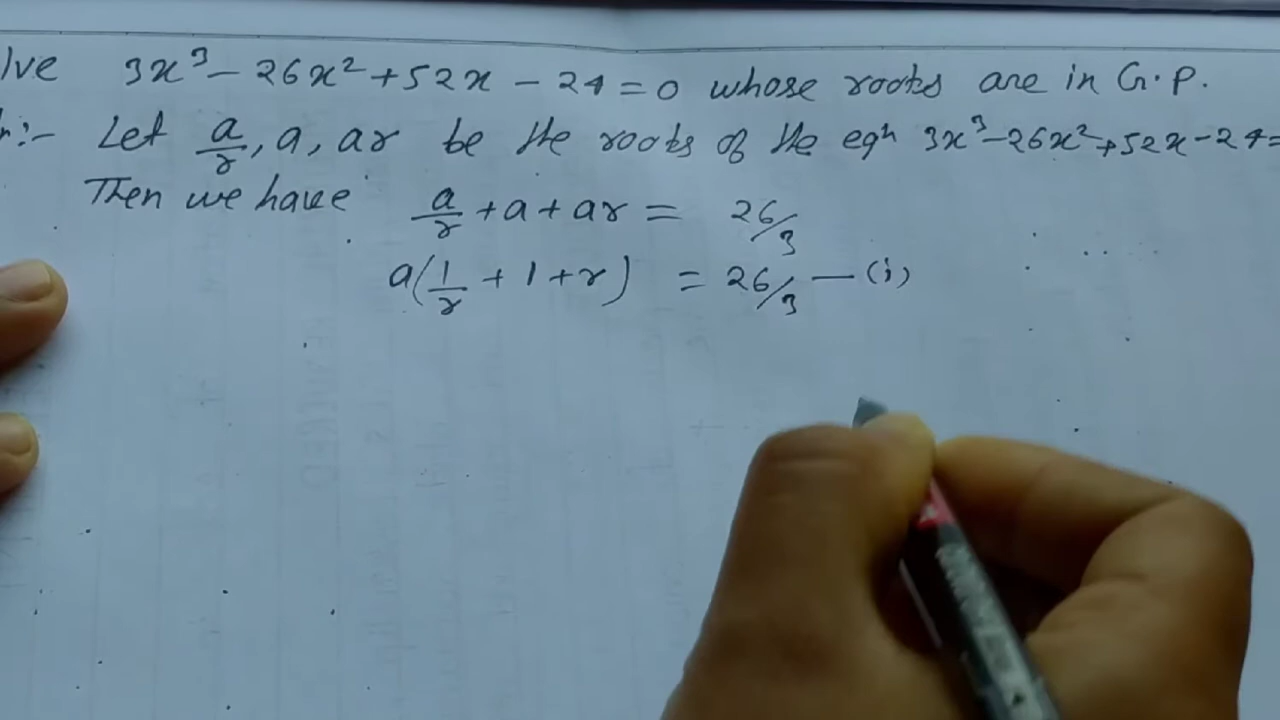 lve 3x³ - 26x² + 52x - 24 = 0 whose roots are in G.P.
n:- Let a/r, a, ar be the roots of the eqⁿ 3x³ - 26x² + 52x - 24 =
Then we have a/r + a + ar = 26/3
a(1/r + 1 + r) = 26/3 — (i)